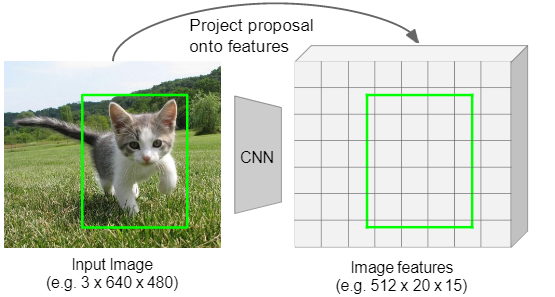 Project proposal
onto features
CNN
Input Image
(e.g. 3 x 640 x 480)
Image features
(e.g. 512 x 20 x 15)